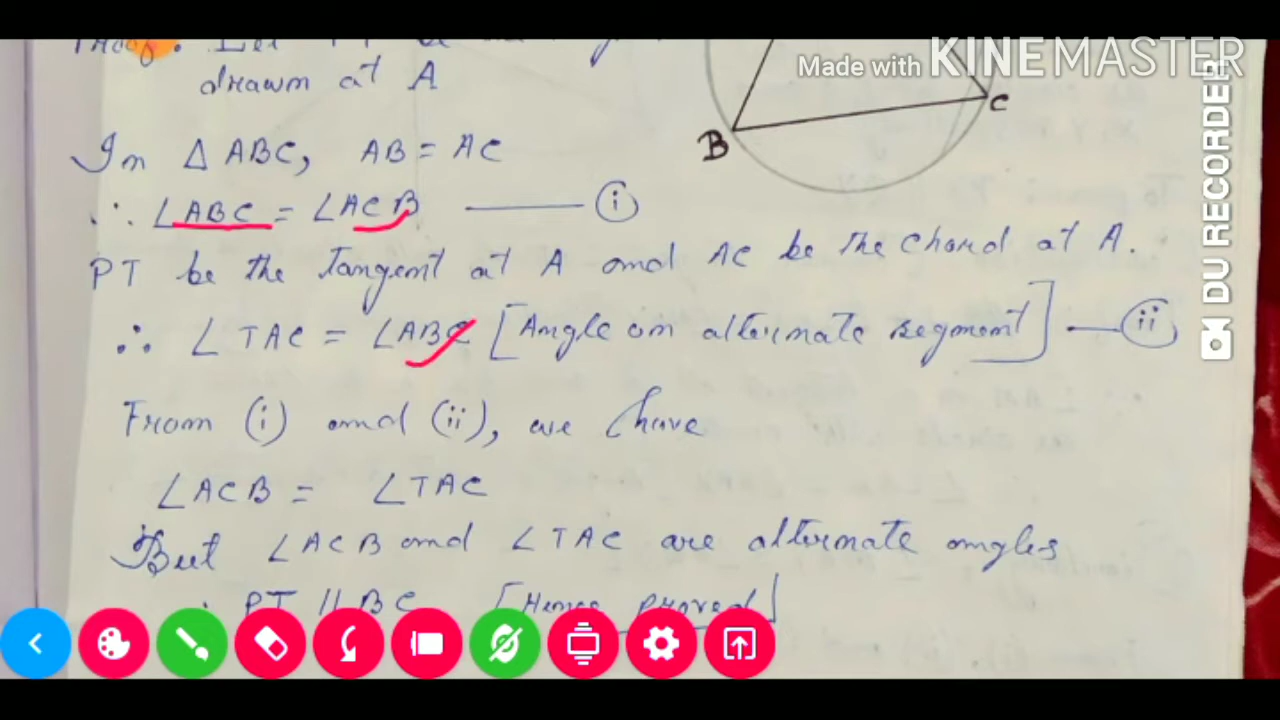 Made with KINEMASTER
drawn at A
B
C
In △ ABC, AB = AC
∴ ∠ABC = ∠ACB —— (i)
PT be the tangent at A and AC be the chord at A.
∴ ∠TAC = ∠ABC [Angle on alternate segment] —— (ii)
From (i) and (ii), we have
∠ACB = ∠TAC
But ∠ACB and ∠TAC are alternate angles
PT || BC [Hence proved]
DU RECORDER